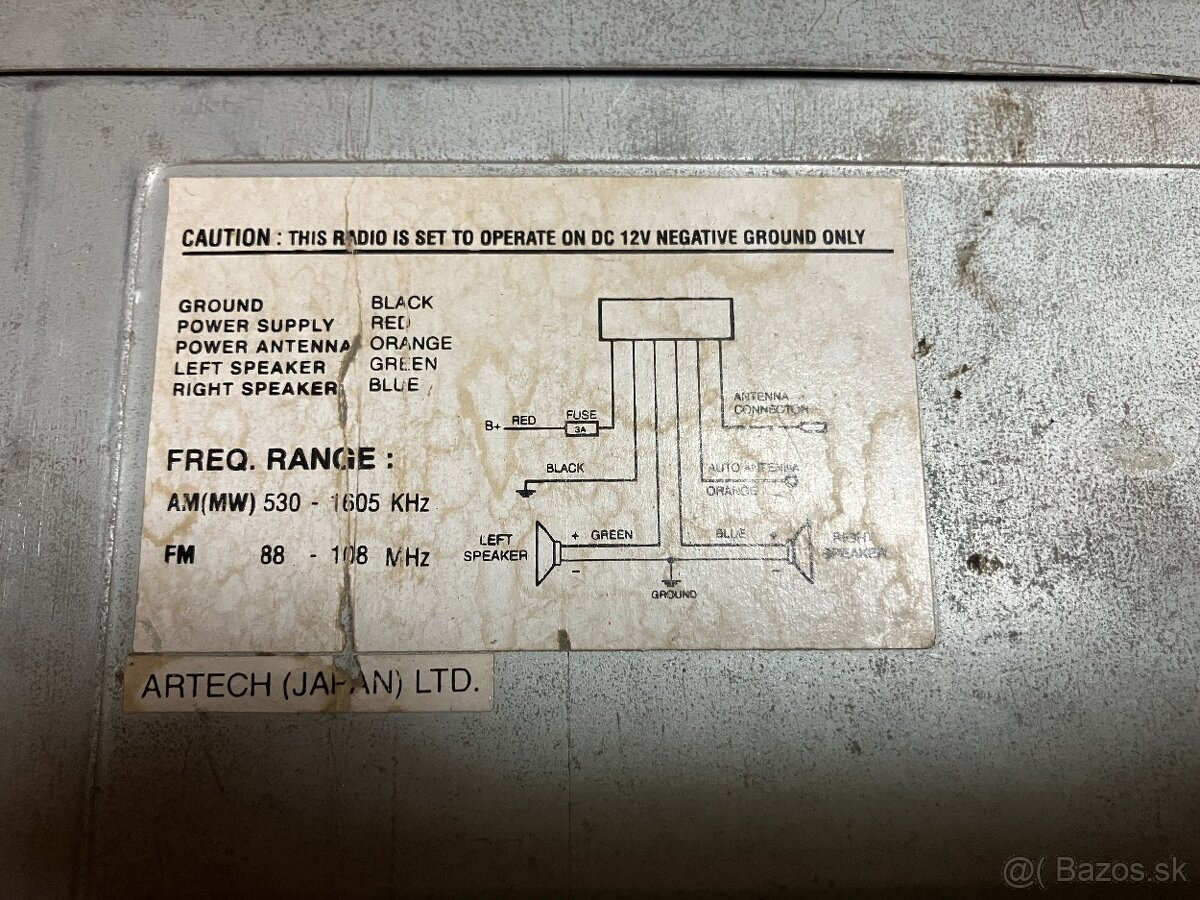 CAUTION : THIS RADIO IS SET TO OPERATE ON DC 12V NEGATIVE GROUND ONLY
GROUND BLACK
POWER SUPPLY RED
POWER ANTENNA ORANGE
LEFT SPEAKER GREEN
RIGHT SPEAKER BLUE
FREQ. RANGE :
AM(MW) 530 - 1605 KHz
FM 88 - 108 MHz
ANTENNA
CONNECTOR
B+ RED FUSE
3A
BLACK
AUTO ANTENNA
ORANGE
LEFT
SPEAKER
+ GREEN
-
BLUE +
-
RIGHT
SPEAKER
GROUND
ARTECH (JAPAN) LTD.
@( Bazos.sk